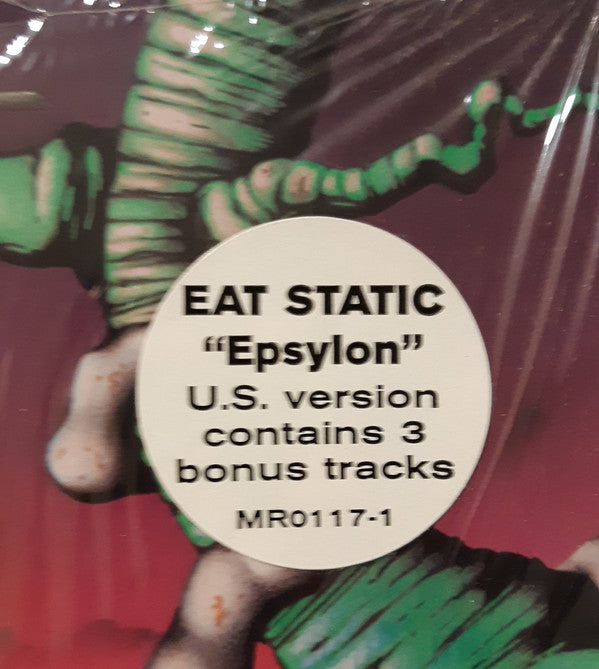 EAT STATIC
“Epsylon”
U.S. version
contains 3
bonus tracks
MR0117-1